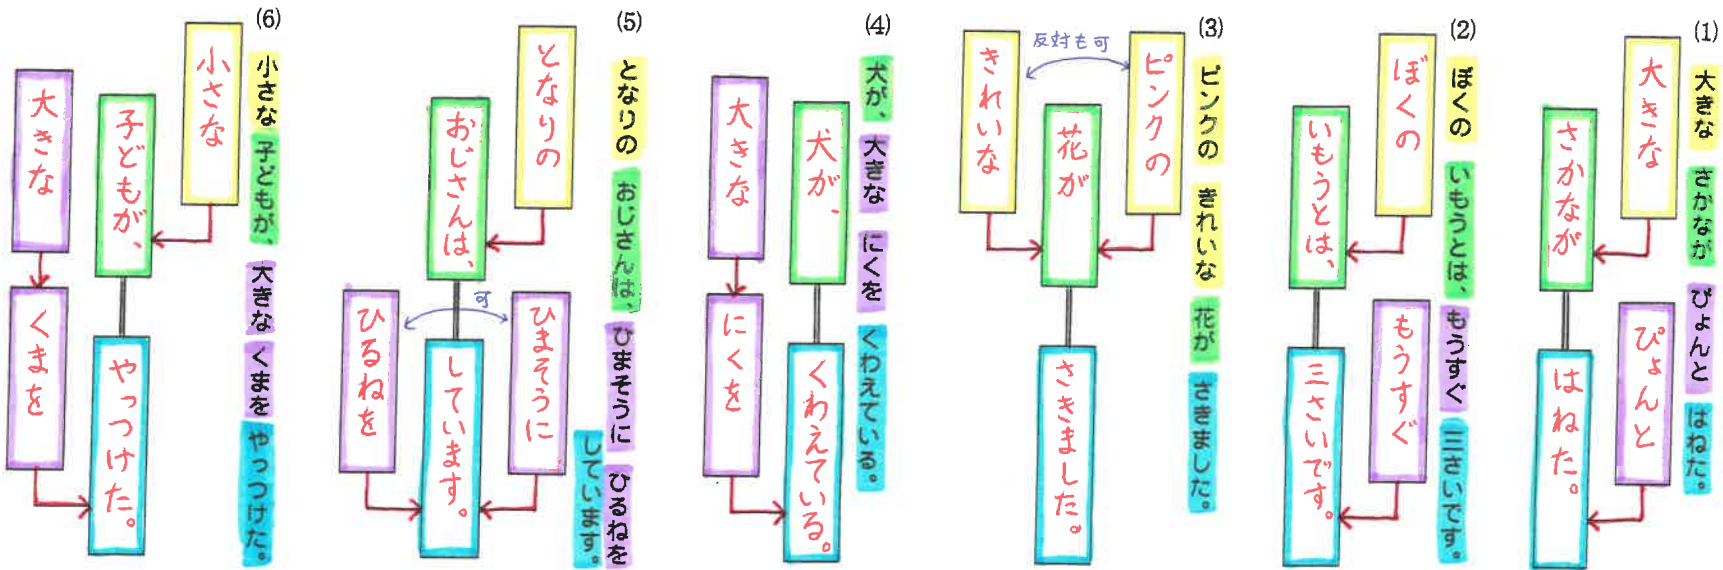 (1)
大きな さかなが ぴょんと はねた。
大きな
さかなが
ぴょんと
はねた。
(2)
ぼくの いもうとは、もうすぐ 三さいです。
ぼくの
いもうとは、
もうすぐ
三さいです。
(3)
ピンクの きれいな 花が さきました。
ピンクの
反対も可
きれいな
花が
さきました。
(4)
犬が、大きな にくを くわえている。
犬が、
大きな
にくを
くわえている。
(5)
となりの おじさんは、ひまそうに ひるねを
しています。
となりの
おじさんは、
ひまそうに
可
ひるねを
しています。
(6)
小さな 子どもが、大きな くまを やっつけた。
小さな
子どもが、
大きな
くまを
やっつけた。